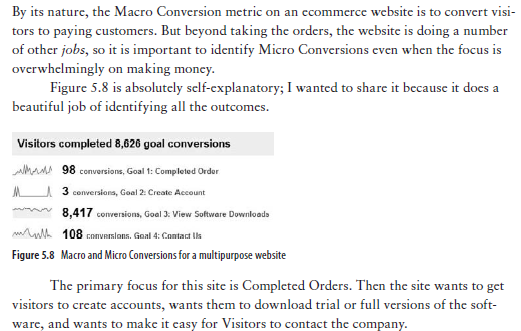 By its nature, the Macro Conversion metric on an ecommerce website is to convert visi-
tors to paying customers. But beyond taking the orders, the website is doing a number
of other jobs, so it is important to identify Micro Conversions even when the focus is
overwhelmingly on making money.
Figure 5.8 is absolutely self-explanatory; I wanted to share it because it does a
beautiful job of identifying all the outcomes.
Visitors completed 8,626 goal conversions
98 conversions, Goal 1: Completed Order
3 conversions, Goal 2: Create Account
8,417 conversions, Goal 3: View Software Downloads
108 conversions, Goal 4: Contact Us
Figure 5.8 Macro and Micro Conversions for a multipurpose website
The primary focus for this site is Completed Orders. Then the site wants to get
visitors to create accounts, wants them to download trial or full versions of the soft-
ware, and wants to make it easy for Visitors to contact the company.